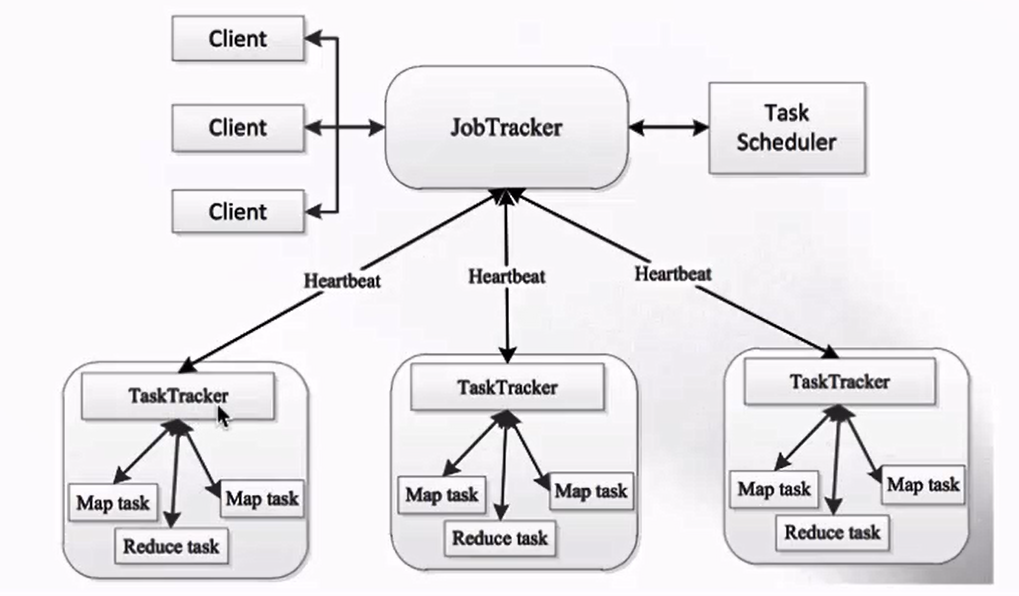 Client
Client
Client
JobTracker
Task
Scheduler
Heartbeat
Heartbeat
Heartbeat
TaskTracker
Map task
Map task
Reduce task
TaskTracker
Map task
Map task
Reduce task
TaskTracker
Map task
Map task
Reduce task